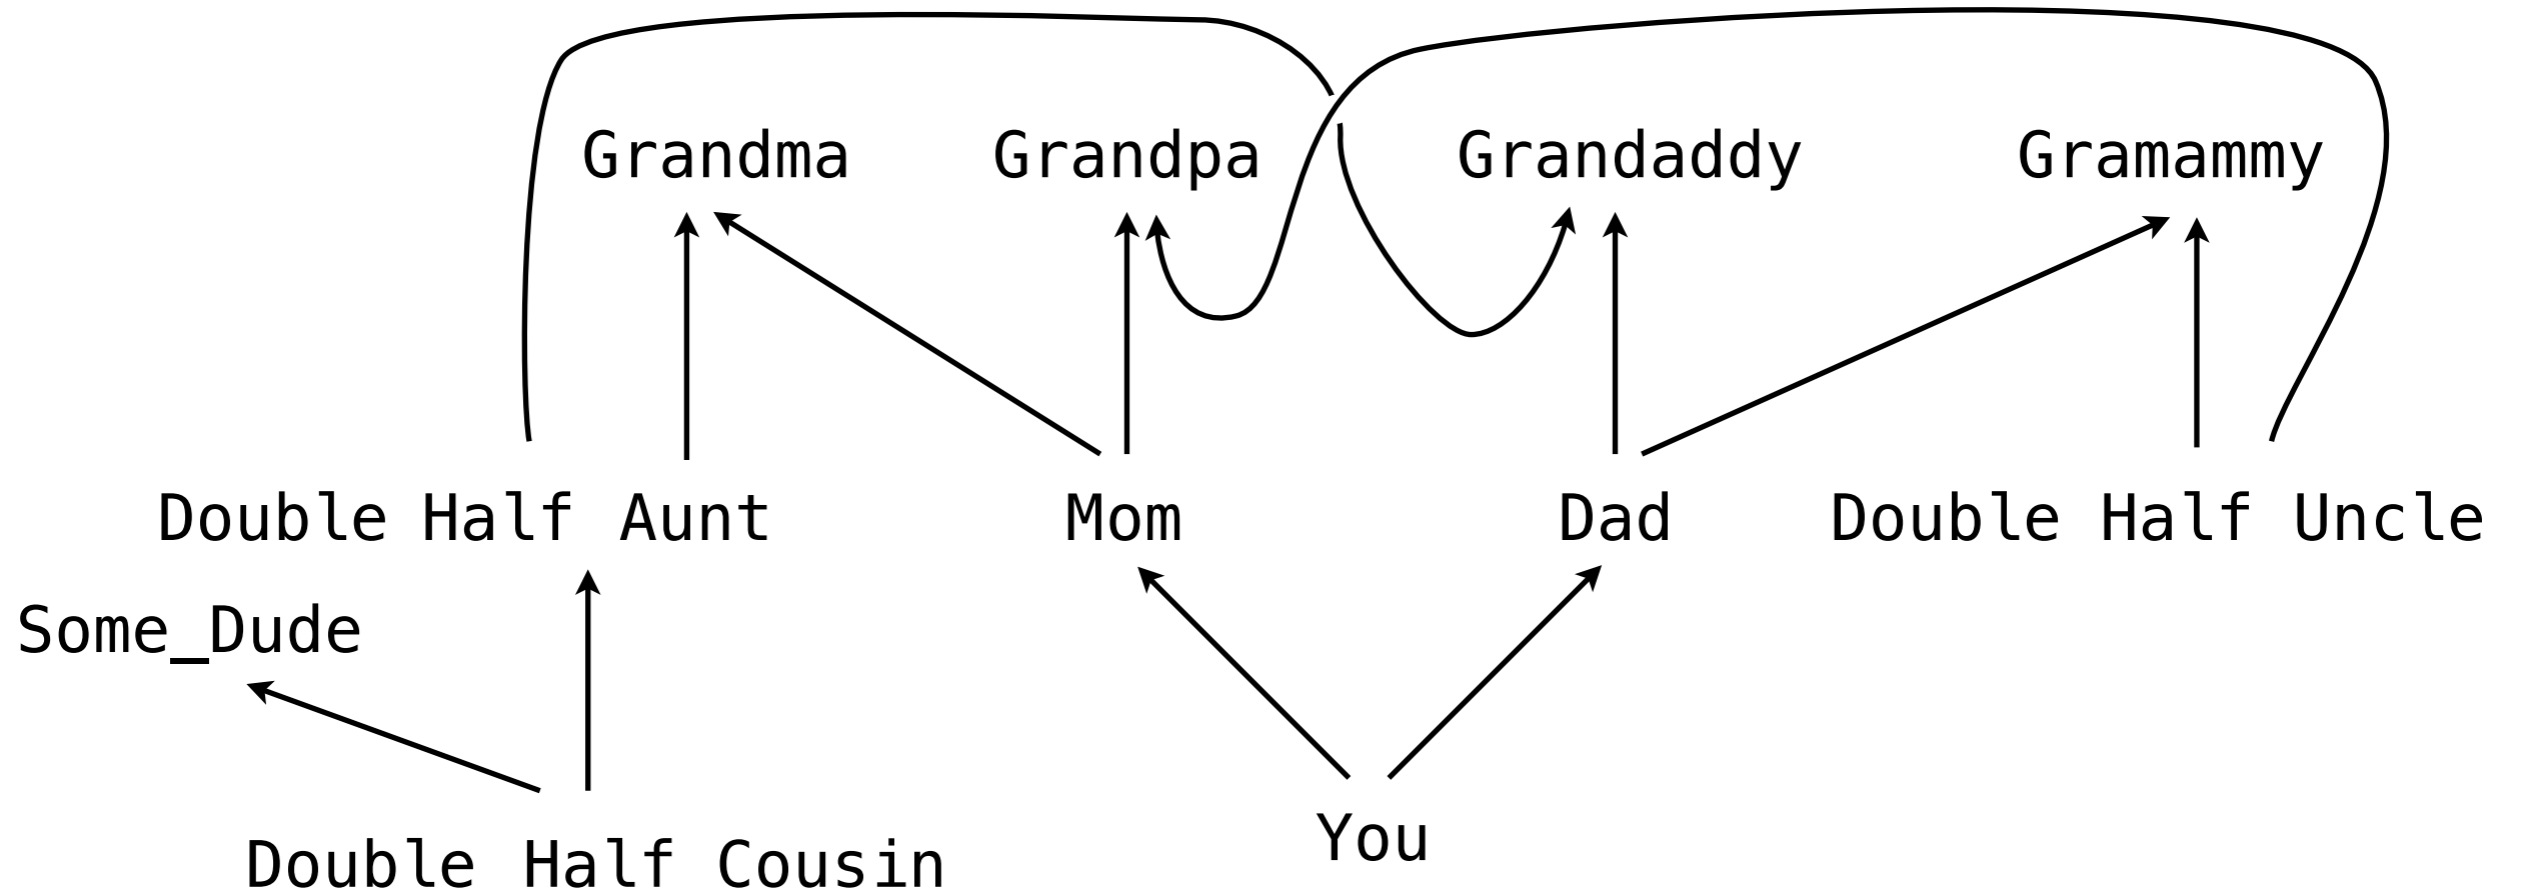 Grandma Grandpa Grandaddy Gramammy
Double Half Aunt Mom Dad Double Half Uncle
Some_Dude
You
Double Half Cousin